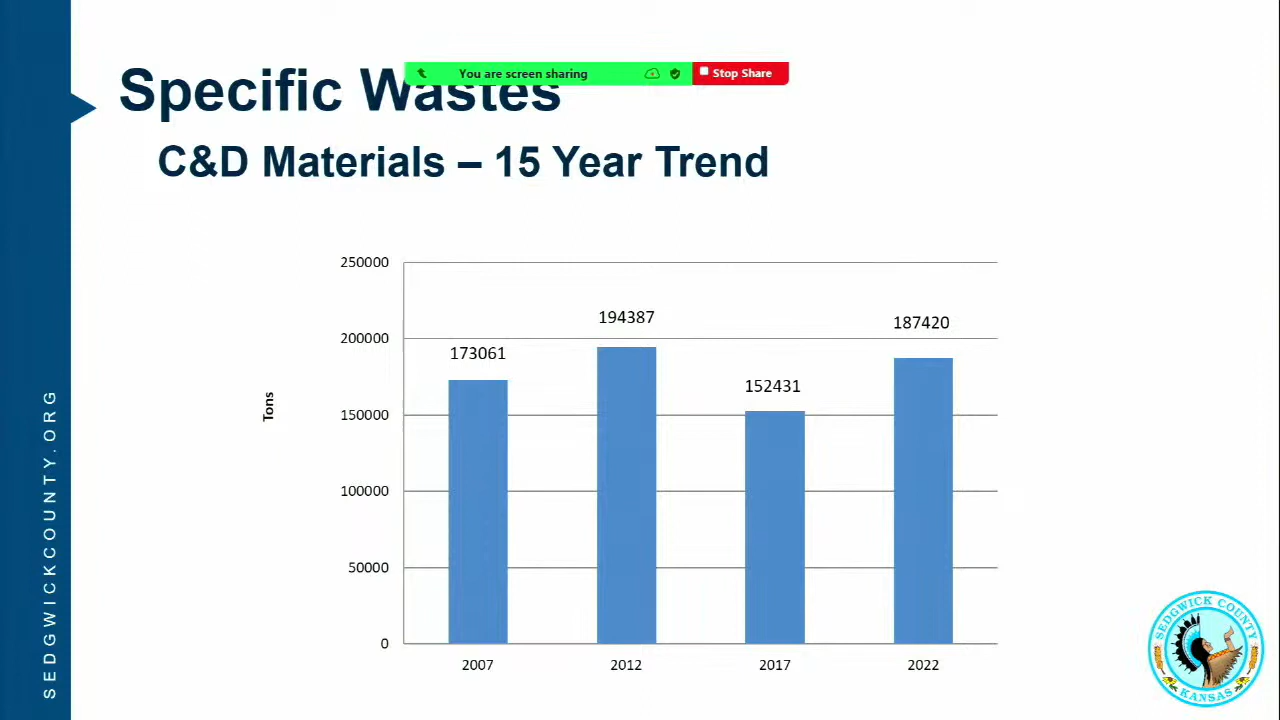 You are screen sharing
Stop Share
Specific Wastes
C&D Materials – 15 Year Trend
250000
200000
150000
100000
50000
0
Tons
173061
194387
152431
187420
2007
2012
2017
2022
SEDGWICKCOUNTY.ORG
SEDGWICK COUNTY
KANSAS